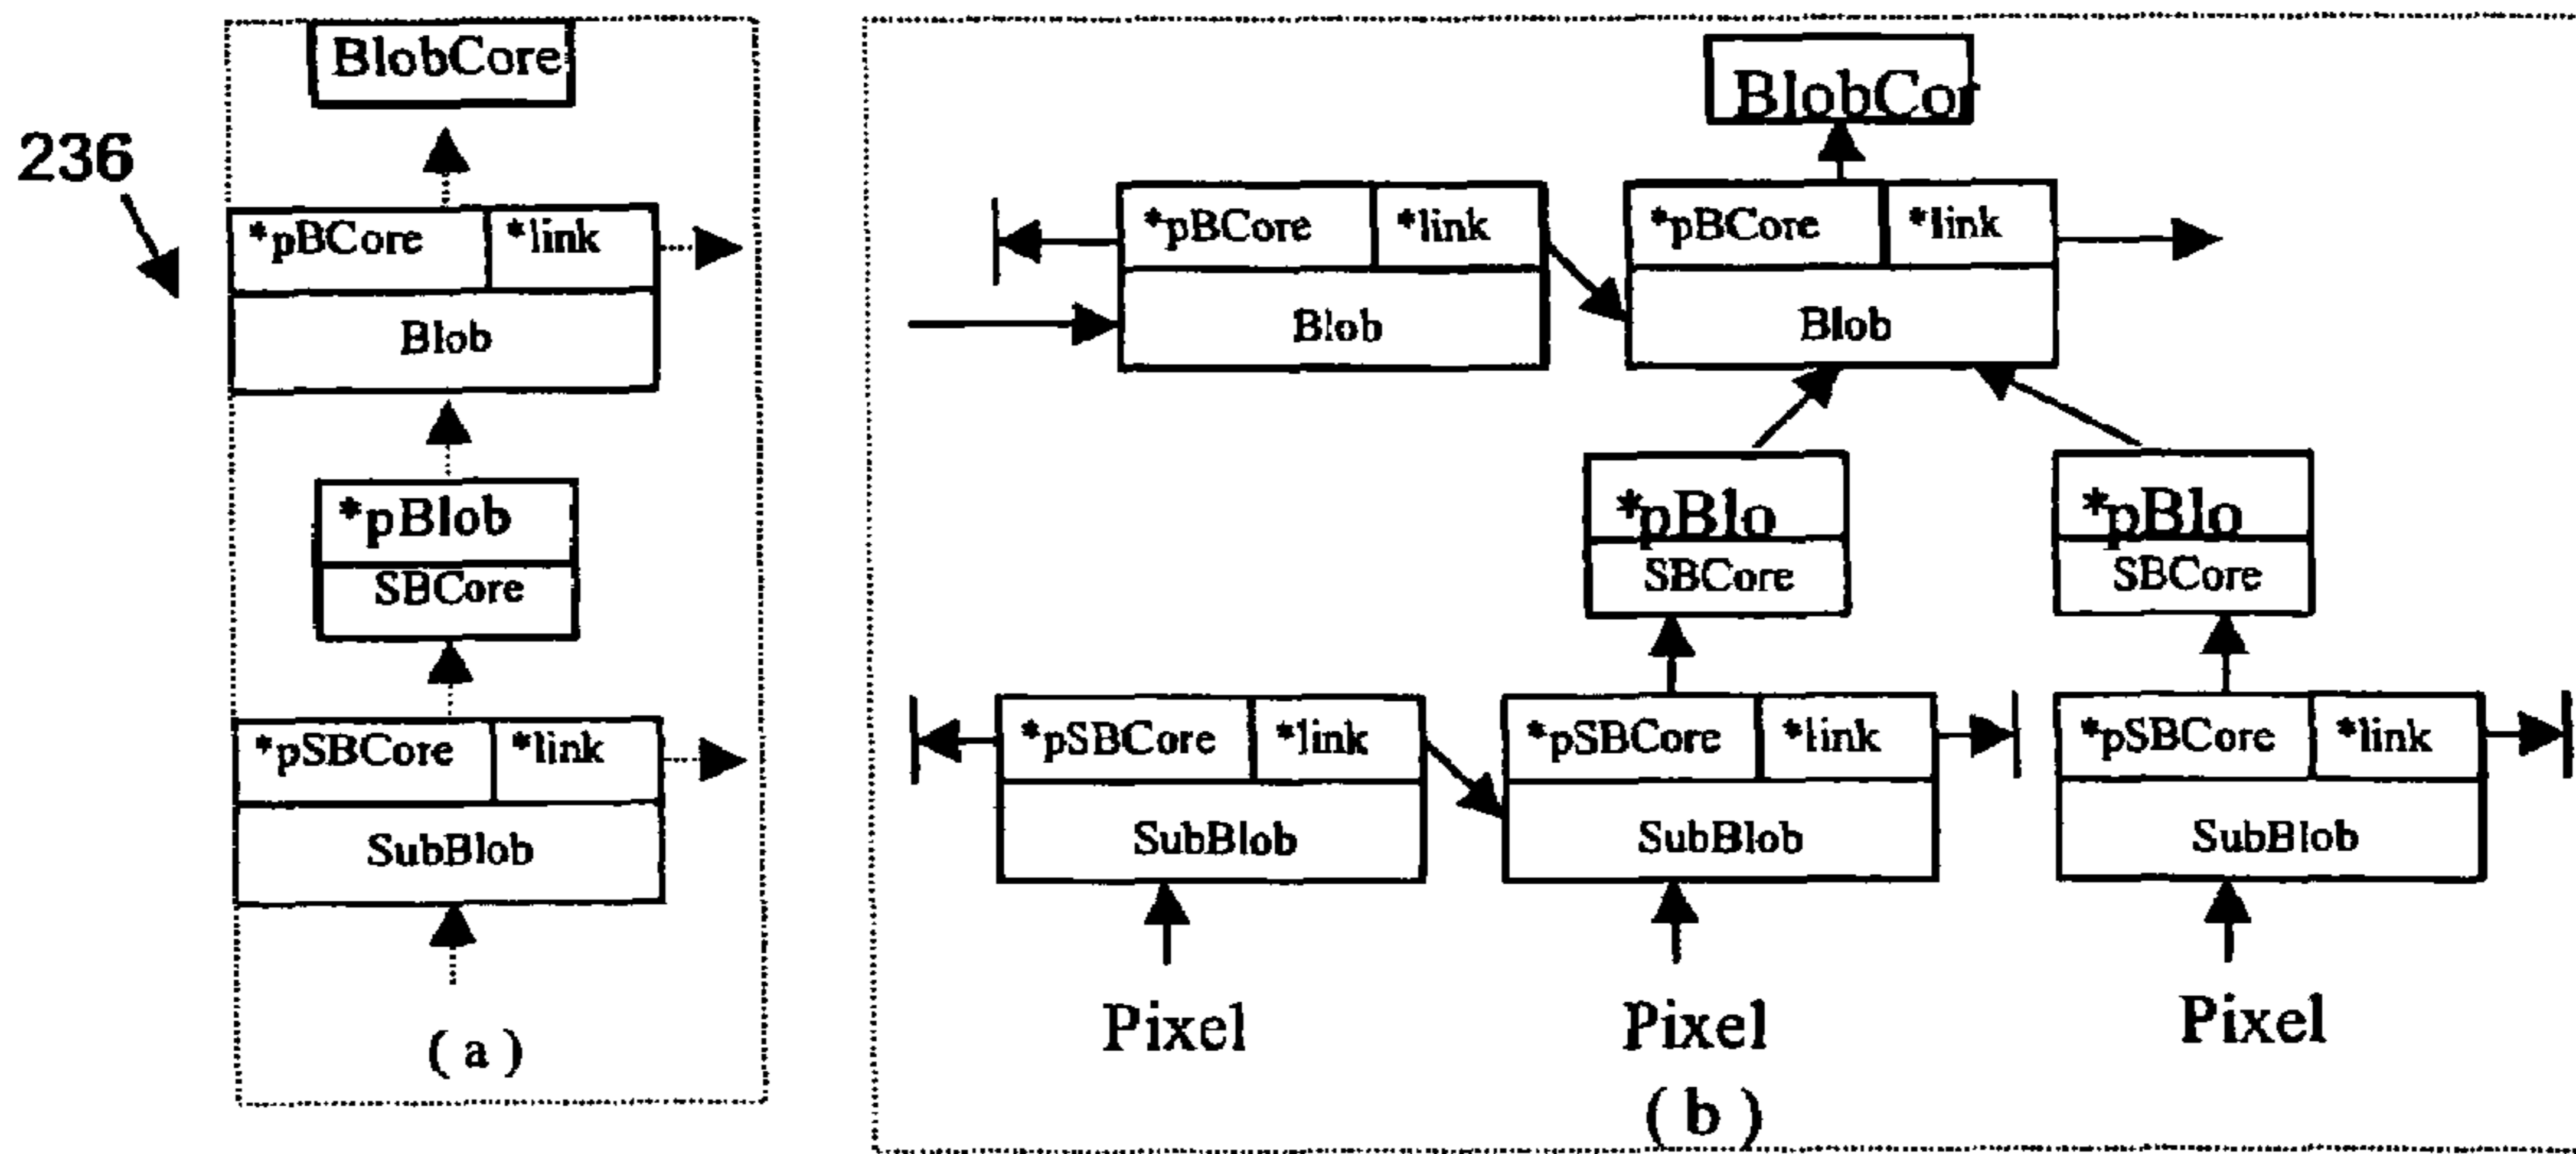 BlobCore
236
*pBCore *link
Blob
*pBlob
SBCore
*pSBCore *link
SubBlob
( a )
BlobCor
*pBCore *link *pBCore *link
Blob Blob
*pBlo *pBlo
SBCore SBCore
*pSBCore *link *pSBCore *link *pSBCore *link
SubBlob SubBlob SubBlob
Pixel Pixel Pixel
( b )